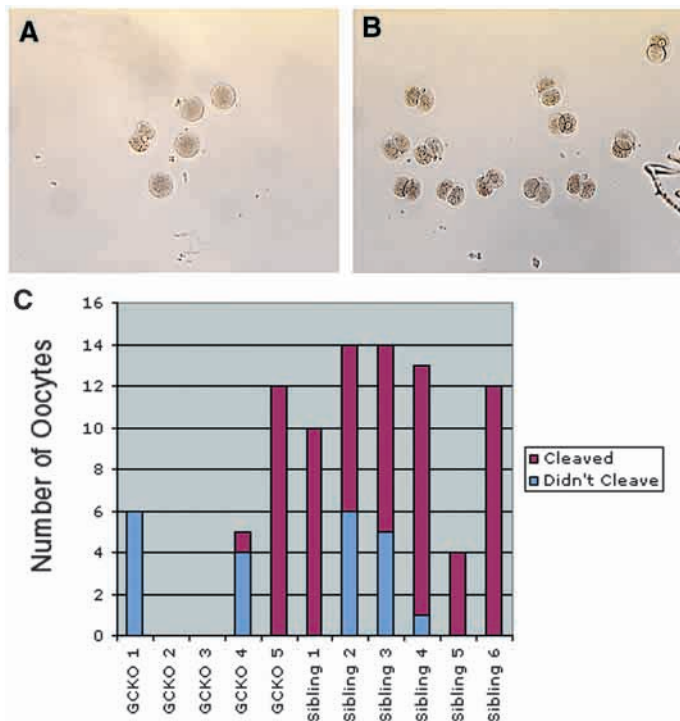 A
B
C
Number of Oocytes
16
14
12
10
8
6
4
2
0
GCKO 1
GCKO 2
GCKO 3
GCKO 4
GCKO 5
Sibling 1
Sibling 2
Sibling 3
Sibling 4
Sibling 5
Sibling 6
Cleaved
Didn't Cleave